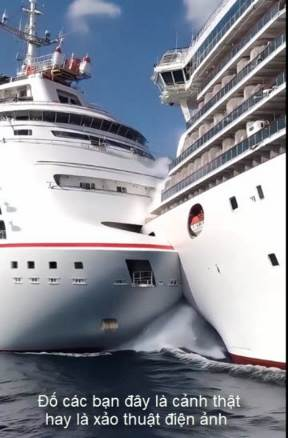 Đố các bạn đây là cảnh thật
hay là xảo thuật điện ảnh